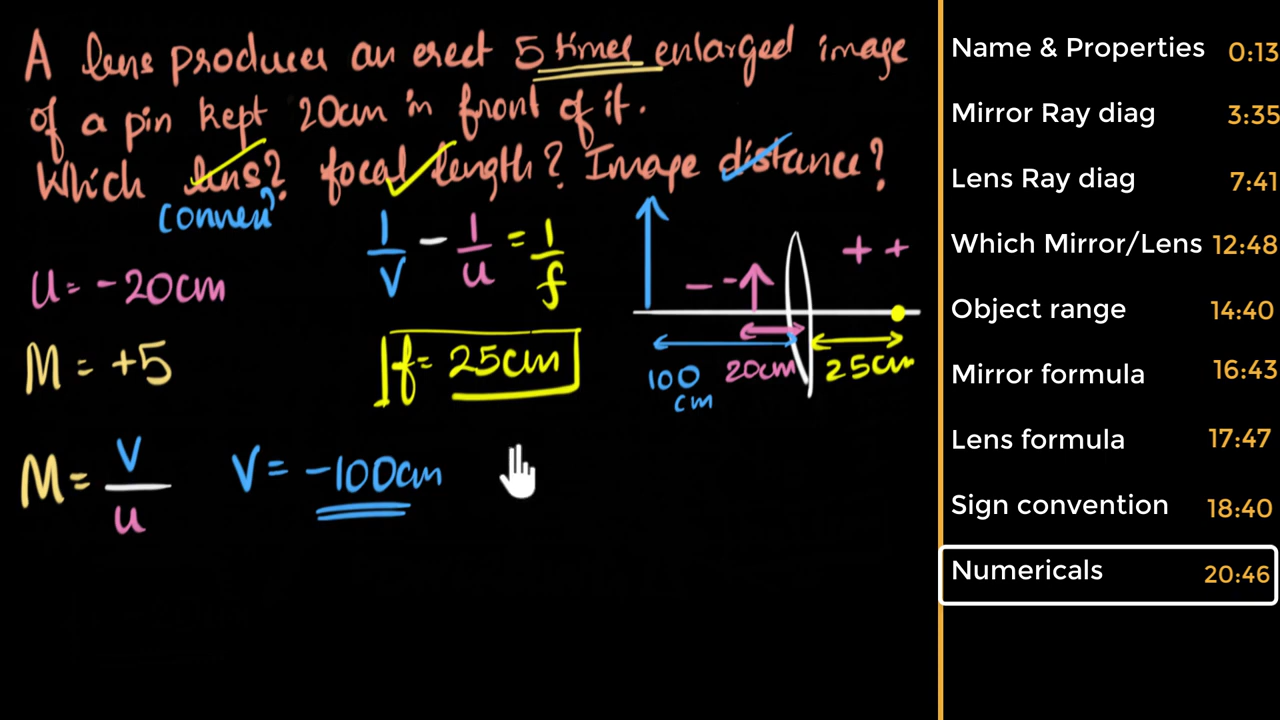 A lens produces an erect 5 times enlarged image
of a pin kept 20cm in front of it.
Which lens? focal length? Image distance?
Convex
1/v - 1/u = 1/f
u = -20cm
M = +5
f = 25cm
M = v/u
v = -100cm
- -
+ +
100 cm
20cm
25cm
Name & Properties 0:13
Mirror Ray diag 3:35
Lens Ray diag 7:41
Which Mirror/Lens 12:48
Object range 14:40
Mirror formula 16:43
Lens formula 17:47
Sign convention 18:40
Numericals 20:46